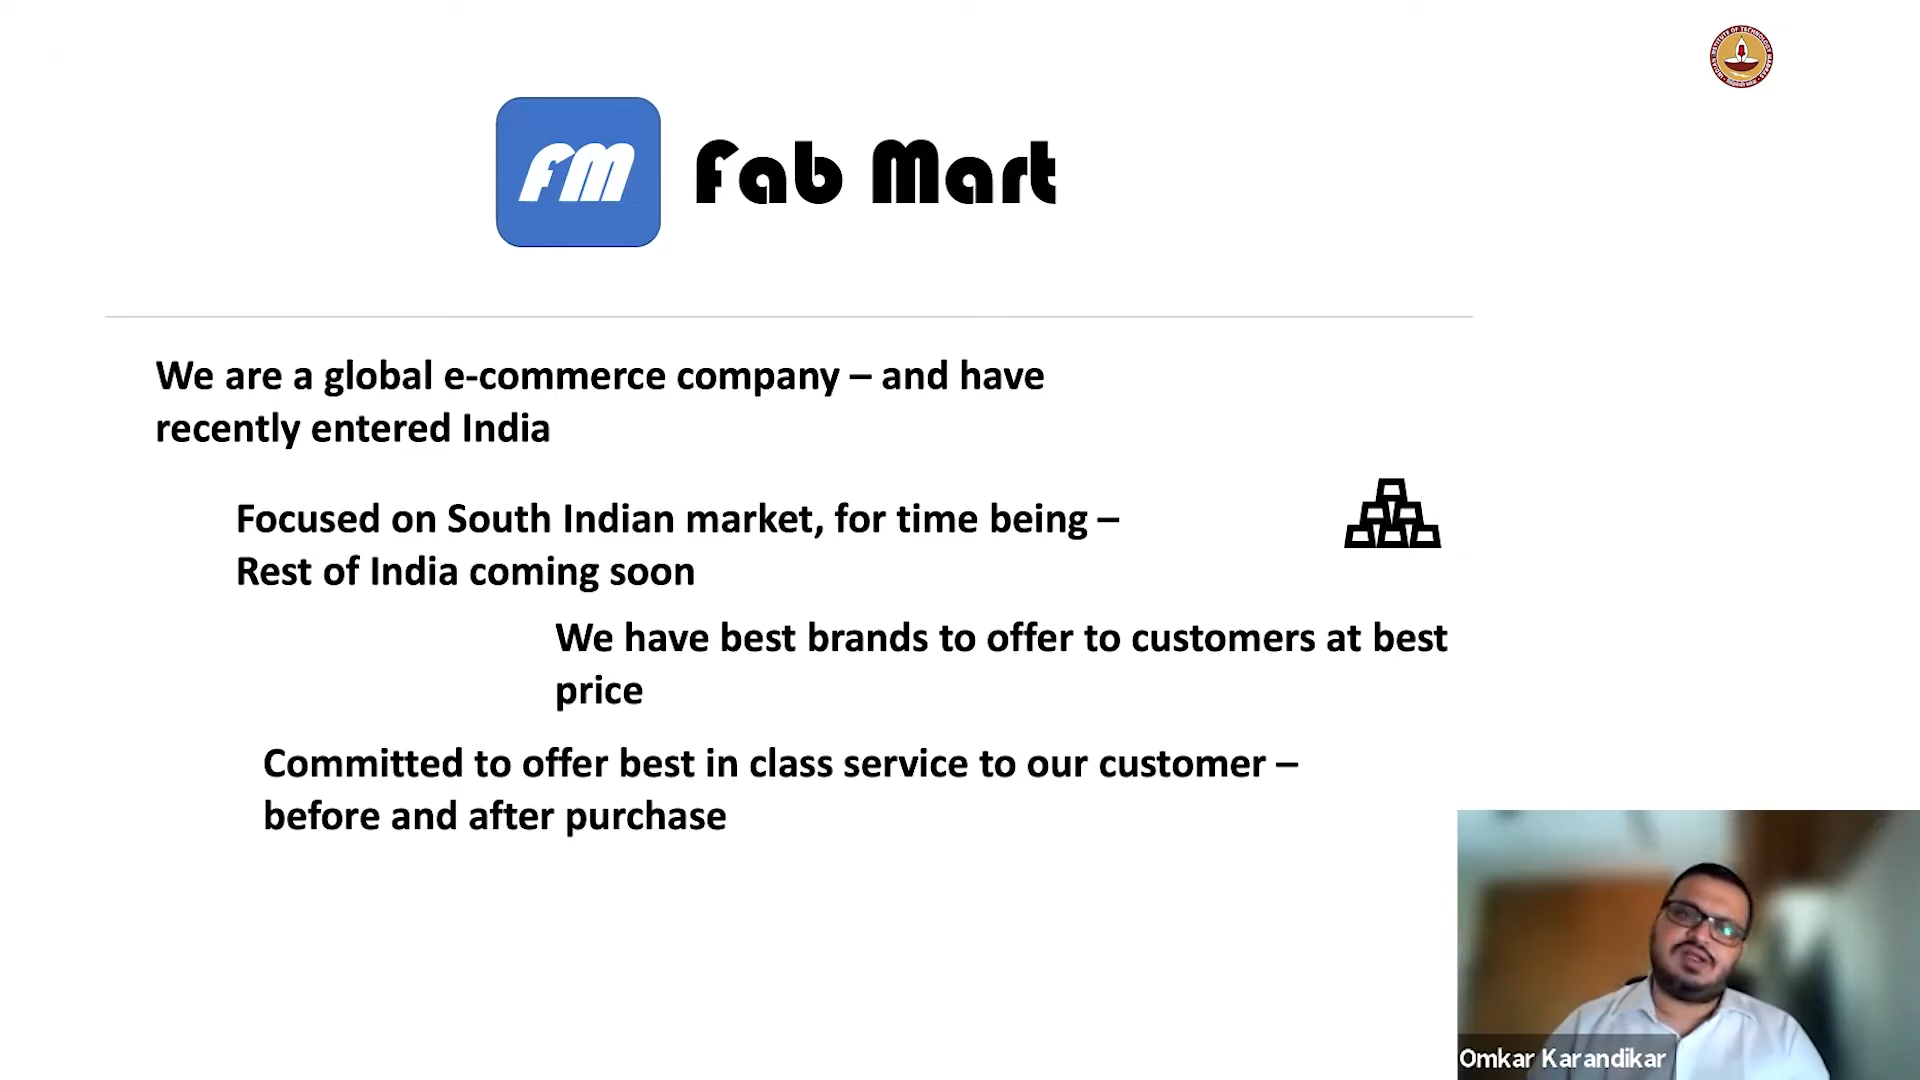 FM
Fab Mart
We are a global e-commerce company – and have
recently entered India
Focused on South Indian market, for time being –
Rest of India coming soon
We have best brands to offer to customers at best
price
Committed to offer best in class service to our customer –
before and after purchase
Omkar Karandikar